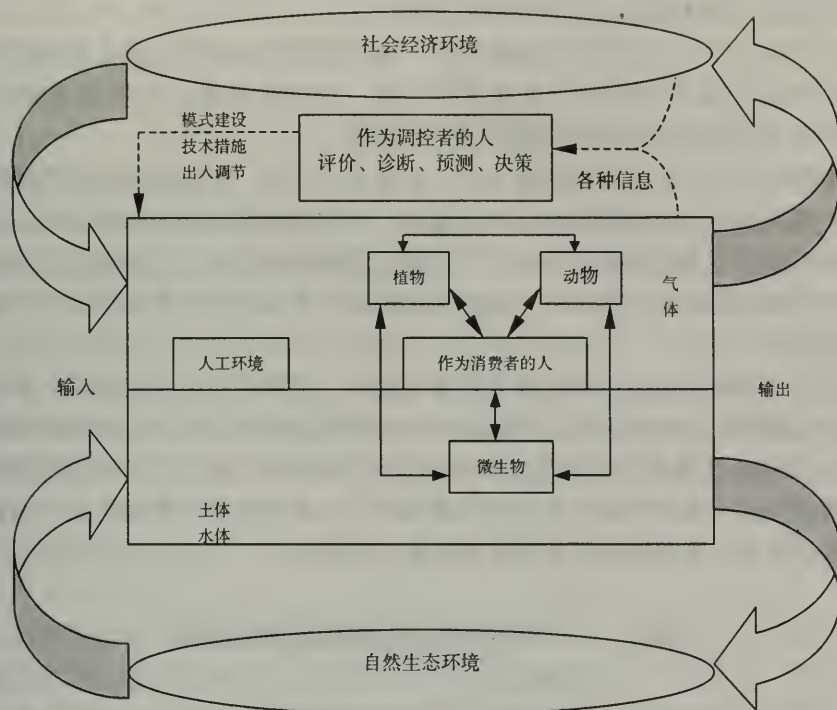 社会经济环境
模式建设
技术措施
出入调节
作为调控者的人
评价、诊断、预测、决策
各种信息
植物
动物
气
体
人工环境
作为消费者的人
输入
输出
微生物
土体
水体
自然生态环境